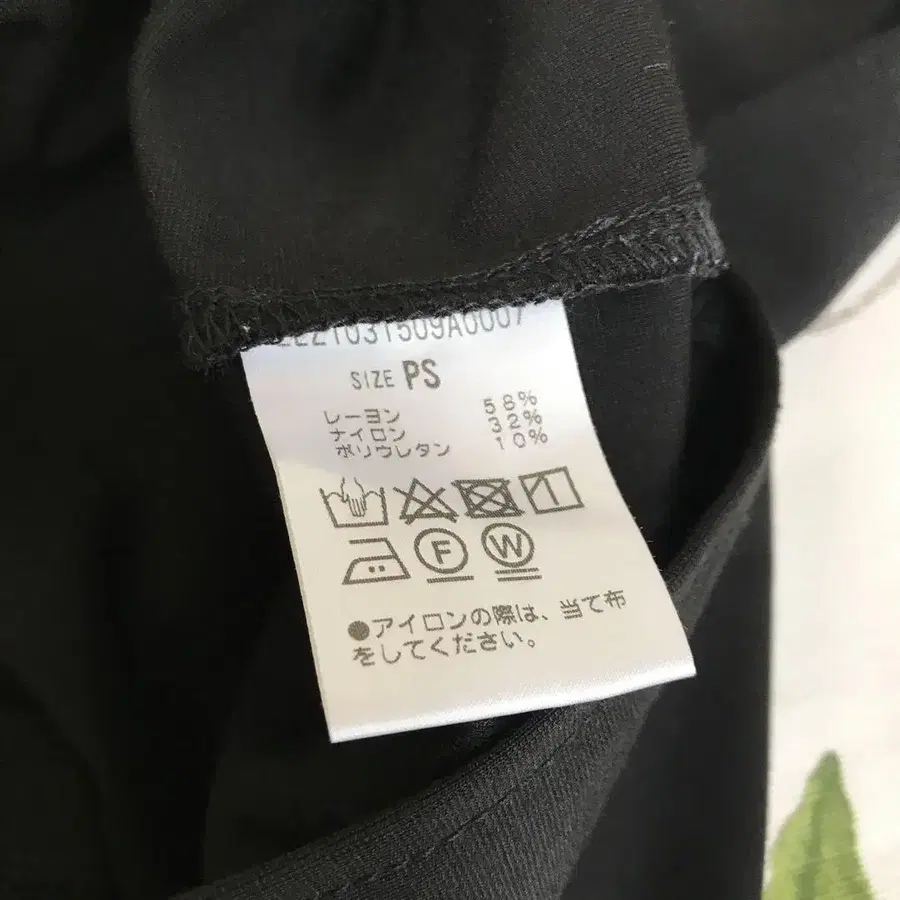 SIZE PS
レーヨン 58%
ナイロン 32%
ポリウレタン 10%
F W
●アイロンの際は、当て布
をしてください。